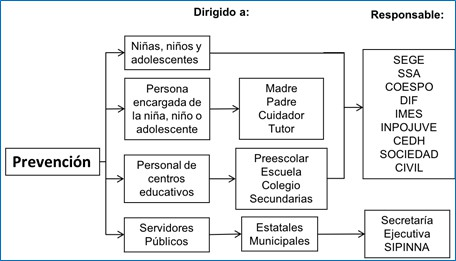 Dirigido a:
Responsable:
Niñas, niños y
adolescentes
Persona
encargada de
la niña, niño o
adolescente
Madre
Padre
Cuidador
Tutor
SEGE
SSA
COESPO
DIF
IMES
INPOJUVE
CEDH
SOCIEDAD
CIVIL
Prevención
Personal de
centros
educativos
Preescolar
Escuela
Colegio
Secundarias
Servidores
Públicos
Estatales
Municipales
Secretaría
Ejecutiva
SIPINNA